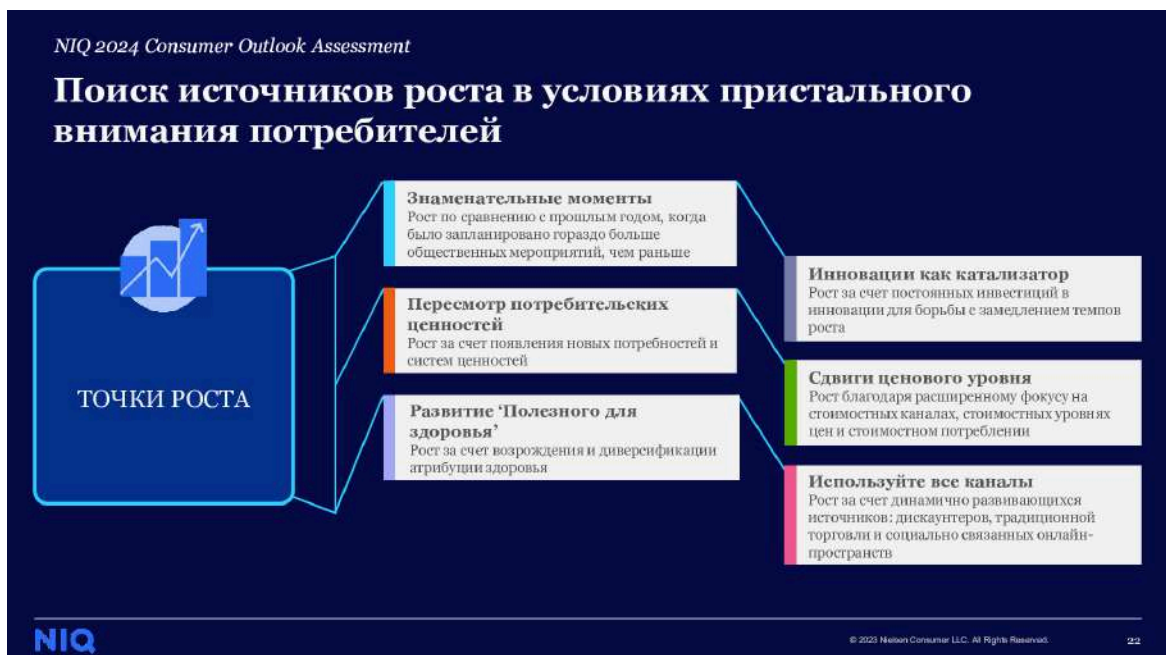 NIQ 2024 Consumer Outlook Assessment
Поиск источников роста в условиях пристального
внимания потребителей
ТОЧКИ РОСТА
Знаменательные моменты
Рост по сравнению с прошлым годом, когда
было запланировано гораздо больше
общественных мероприятий, чем раньше
Пересмотр потребительских
ценностей
Рост за счет появления новых потребностей и
систем ценностей
Развитие ‘Полезного для
здоровья’
Рост за счет возрождения и диверсификации
атрибуции здоровья
Инновации как катализатор
Рост за счет постоянных инвестиций в
инновации для борьбы с замедлением темпов
роста
Сдвиги ценового уровня
Рост благодаря расширенному фокусу на
стоимостных каналах, стоимостных уровнях
цен и стоимостном потреблении
Используйте все каналы
Рост за счет динамично развивающихся
источников: дискаунтеров, традиционной
торговли и социально связанных онлайн-
пространств
NIQ
© 2023 Nielsen Consumer LLC. All Rights Reserved.
22